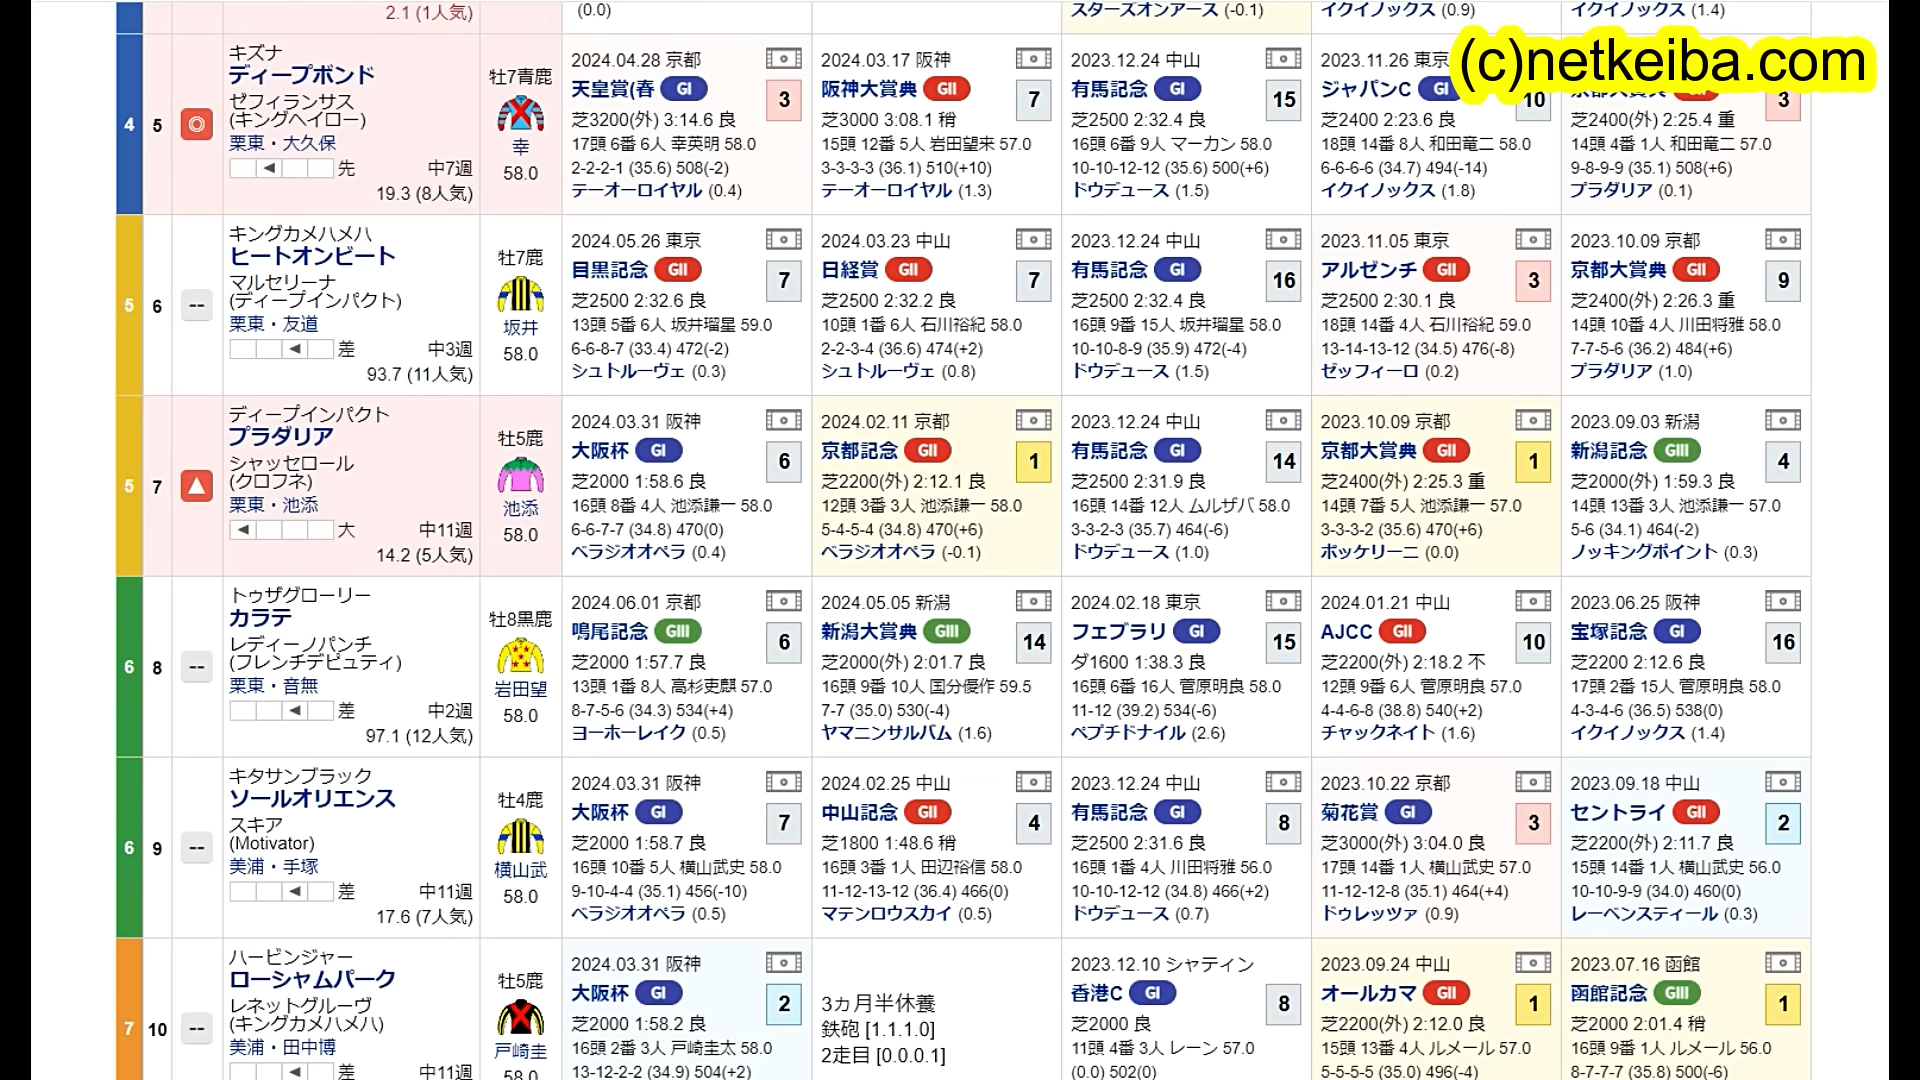 2.1 (1人気)
(0.0)
スターズオンアース (-0.1)
イクイノックス (0.9)
イクイノックス (1.4)
(c)netkeiba.com
4 5 ◎
キズナ
ディープボンド
ゼフィランサス
(キングヘイロー)
栗東・大久保
先 中7週
19.3 (8人気)
牡7青鹿
幸
58.0
2024.04.28 京都
天皇賞(春 GI 3
芝3200(外) 3:14.6 良
17頭 6番 6人 幸英明 58.0
2-2-2-1 (35.6) 508(-2)
テーオーロイヤル (0.4)
2024.03.17 阪神
阪神大賞典 GII 7
芝3000 3:08.1 稍
15頭 12番 5人 岩田望来 57.0
3-3-3-3 (36.1) 510(+10)
テーオーロイヤル (1.3)
2023.12.24 中山
有馬記念 GI 15
芝2500 2:32.4 良
16頭 6番 9人 マーカン 58.0
10-10-12-12 (35.6) 500(+6)
ドウデュース (1.5)
2023.11.26 東京
ジャパンC GI 10
芝2400 2:23.6 良
18頭 14番 8人 和田竜二 58.0
6-6-6-6 (34.7) 494(-14)
イクイノックス (1.8)
京都大賞典 GII 3
芝2400(外) 2:25.4 重
14頭 4番 1人 和田竜二 57.0
9-8-9-9 (35.1) 508(+6)
プラダリア (0.1)
5 6 --
キングカメハメハ
ヒートオンビート
マルセリーナ
(ディープインパクト)
栗東・友道
差 中3週
93.7 (11人気)
牡7鹿
坂井
58.0
2024.05.26 東京
目黒記念 GII 7
芝2500 2:32.6 良
13頭 5番 6人 坂井瑠星 59.0
6-6-8-7 (33.4) 472(-2)
シュトルーヴェ (0.3)
2024.03.23 中山
日経賞 GII 7
芝2500 2:32.2 良
10頭 1番 6人 石川裕紀 58.0
2-2-3-4 (36.6) 474(+2)
シュトルーヴェ (0.8)
2023.12.24 中山
有馬記念 GI 16
芝2500 2:32.4 良
16頭 9番 15人 坂井瑠星 58.0
10-10-8-9 (35.9) 472(-4)
ドウデュース (1.5)
2023.11.05 東京
アルゼンチ GII 3
芝2500 2:30.1 良
18頭 14番 4人 石川裕紀 59.0
13-14-13-12 (34.5) 476(-8)
ゼッフィーロ (0.2)
2023.10.09 京都
京都大賞典 GII 9
芝2400(外) 2:26.3 重
14頭 10番 4人 川田将雅 58.0
7-7-5-6 (36.2) 484(+6)
プラダリア (1.0)
5 7 ▲
ディープインパクト
プラダリア
シャッセロール
(クロフネ)
栗東・池添
大 中11週
14.2 (5人気)
牡5鹿
池添
58.0
2024.03.31 阪神
大阪杯 GI 6
芝2000 1:58.6 良
16頭 8番 4人 池添謙一 58.0
6-6-7-7 (34.8) 470(0)
ベラジオオペラ (0.4)
2024.02.11 京都
京都記念 GII 1
芝2200(外) 2:12.1 良
12頭 3番 3人 池添謙一 58.0
5-4-5-4 (34.8) 470(+6)
ベラジオオペラ (-0.1)
2023.12.24 中山
有馬記念 GI 14
芝2500 2:31.9 良
16頭 14番 12人 ムルザバ 58.0
3-3-2-3 (35.7) 464(-6)
ドウデュース (1.0)
2023.10.09 京都
京都大賞典 GII 1
芝2400(外) 2:25.3 重
14頭 7番 5人 池添謙一 57.0
3-3-3-2 (35.6) 470(+6)
ボッケリーニ (0.0)
2023.09.03 新潟
新潟記念 GIII 4
芝2000(外) 1:59.3 良
14頭 13番 3人 池添謙一 57.0
5-6 (34.1) 464(-2)
ノッキングポイント (0.3)
6 8 --
トゥザグローリー
カラテ
レディーノパンチ
(フレンチデピュティ)
栗東・音無
差 中2週
97.1 (12人気)
牡8黒鹿
岩田望
58.0
2024.06.01 京都
鳴尾記念 GIII 6
芝2000 1:57.7 良
13頭 1番 8人 高杉吏麒 57.0
8-7-5-6 (34.3) 534(+4)
ヨーホーレイク (0.5)
2024.05.05 新潟
新潟大賞典 GIII 14
芝2000(外) 2:01.7 良
16頭 9番 10人 国分優作 59.5
7-7 (35.0) 530(-4)
ヤマニンサルバム (1.6)
2024.02.18 東京
フェブラリ GI 15
ダ1600 1:38.3 良
16頭 6番 16人 菅原明良 58.0
11-12 (39.2) 534(-6)
ペプチドナイル (2.6)
2024.01.21 中山
AJCC GII 10
芝2200(外) 2:18.2 不
12頭 9番 6人 菅原明良 57.0
4-4-6-8 (38.8) 540(+2)
チャックネイト (1.6)
2023.06.25 阪神
宝塚記念 GI 16
芝2200 2:12.6 良
17頭 2番 15人 菅原明良 58.0
4-3-4-6 (36.5) 538(0)
イクイノックス (1.4)
6 9 --
キタサンブラック
ソールオリエンス
スキア
(Motivator)
美浦・手塚
差 中11週
17.6 (7人気)
牡4鹿
横山武
58.0
2024.03.31 阪神
大阪杯 GI 7
芝2000 1:58.7 良
16頭 10番 5人 横山武史 58.0
9-10-4-4 (35.1) 456(-10)
ベラジオオペラ (0.5)
2024.02.25 中山
中山記念 GII 4
芝1800 1:48.6 稍
16頭 3番 1人 田辺裕信 58.0
11-12-13-12 (36.4) 466(0)
マテンロウスカイ (0.5)
2023.12.24 中山
有馬記念 GI 8
芝2500 2:31.6 良
16頭 1番 4人 川田将雅 56.0
10-10-12-12 (34.8) 466(+2)
ドウデュース (0.7)
2023.10.22 京都
菊花賞 GI 3
芝3000(外) 3:04.0 良
17頭 14番 1人 横山武史 57.0
11-12-12-8 (35.1) 464(+4)
ドゥレッツァ (0.9)
2023.09.18 中山
セントライ GII 2
芝2200(外) 2:11.7 良
15頭 14番 1人 横山武史 56.0
10-10-9-9 (34.0) 460(0)
レーベンスティール (0.3)
7 10 --
ハービンジャー
ローシャムパーク
レネットグルーヴ
(キングカメハメハ)
美浦・田中博
差 中11週
牡5鹿
戸崎圭
58.0
2024.03.31 阪神
大阪杯 GI 2
芝2000 1:58.2 良
16頭 2番 3人 戸崎圭太 58.0
13-12-2-2 (34.9) 504(+2)
3ヵ月半休養
鉄砲 [1.1.1.0]
2走目 [0.0.0.1]
2023.12.10 シャティン
香港C GI 8
芝2000 良
11頭 4番 3人 レーン 57.0
(0.0) 502(0)
2023.09.24 中山
オールカマ GII 1
芝2200(外) 2:12.0 良
15頭 13番 4人 ルメール 57.0
5-5-5-5 (35.0) 496(-4)
2023.07.16 函館
函館記念 GIII 1
芝2000 2:01.4 稍
16頭 9番 1人 ルメール 56.0
8-7-7-7 (35.8) 500(-6)